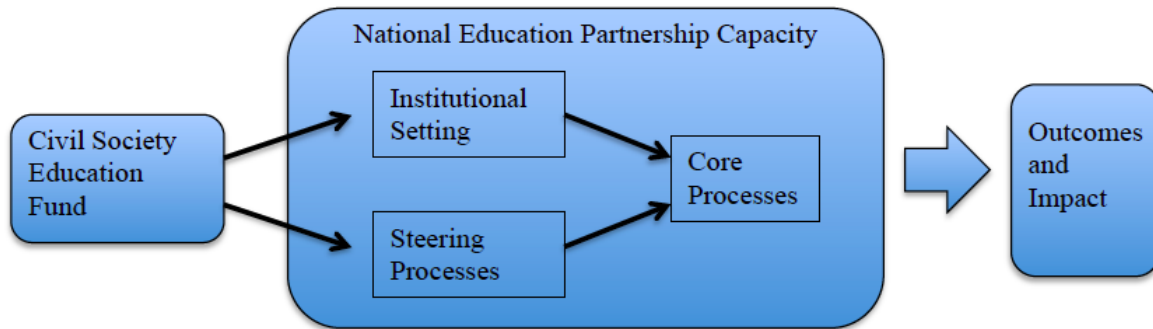 National Education Partnership Capacity
Civil Society
Education
Fund
Institutional
Setting
Steering
Processes
Core
Processes
Outcomes
and
Impact